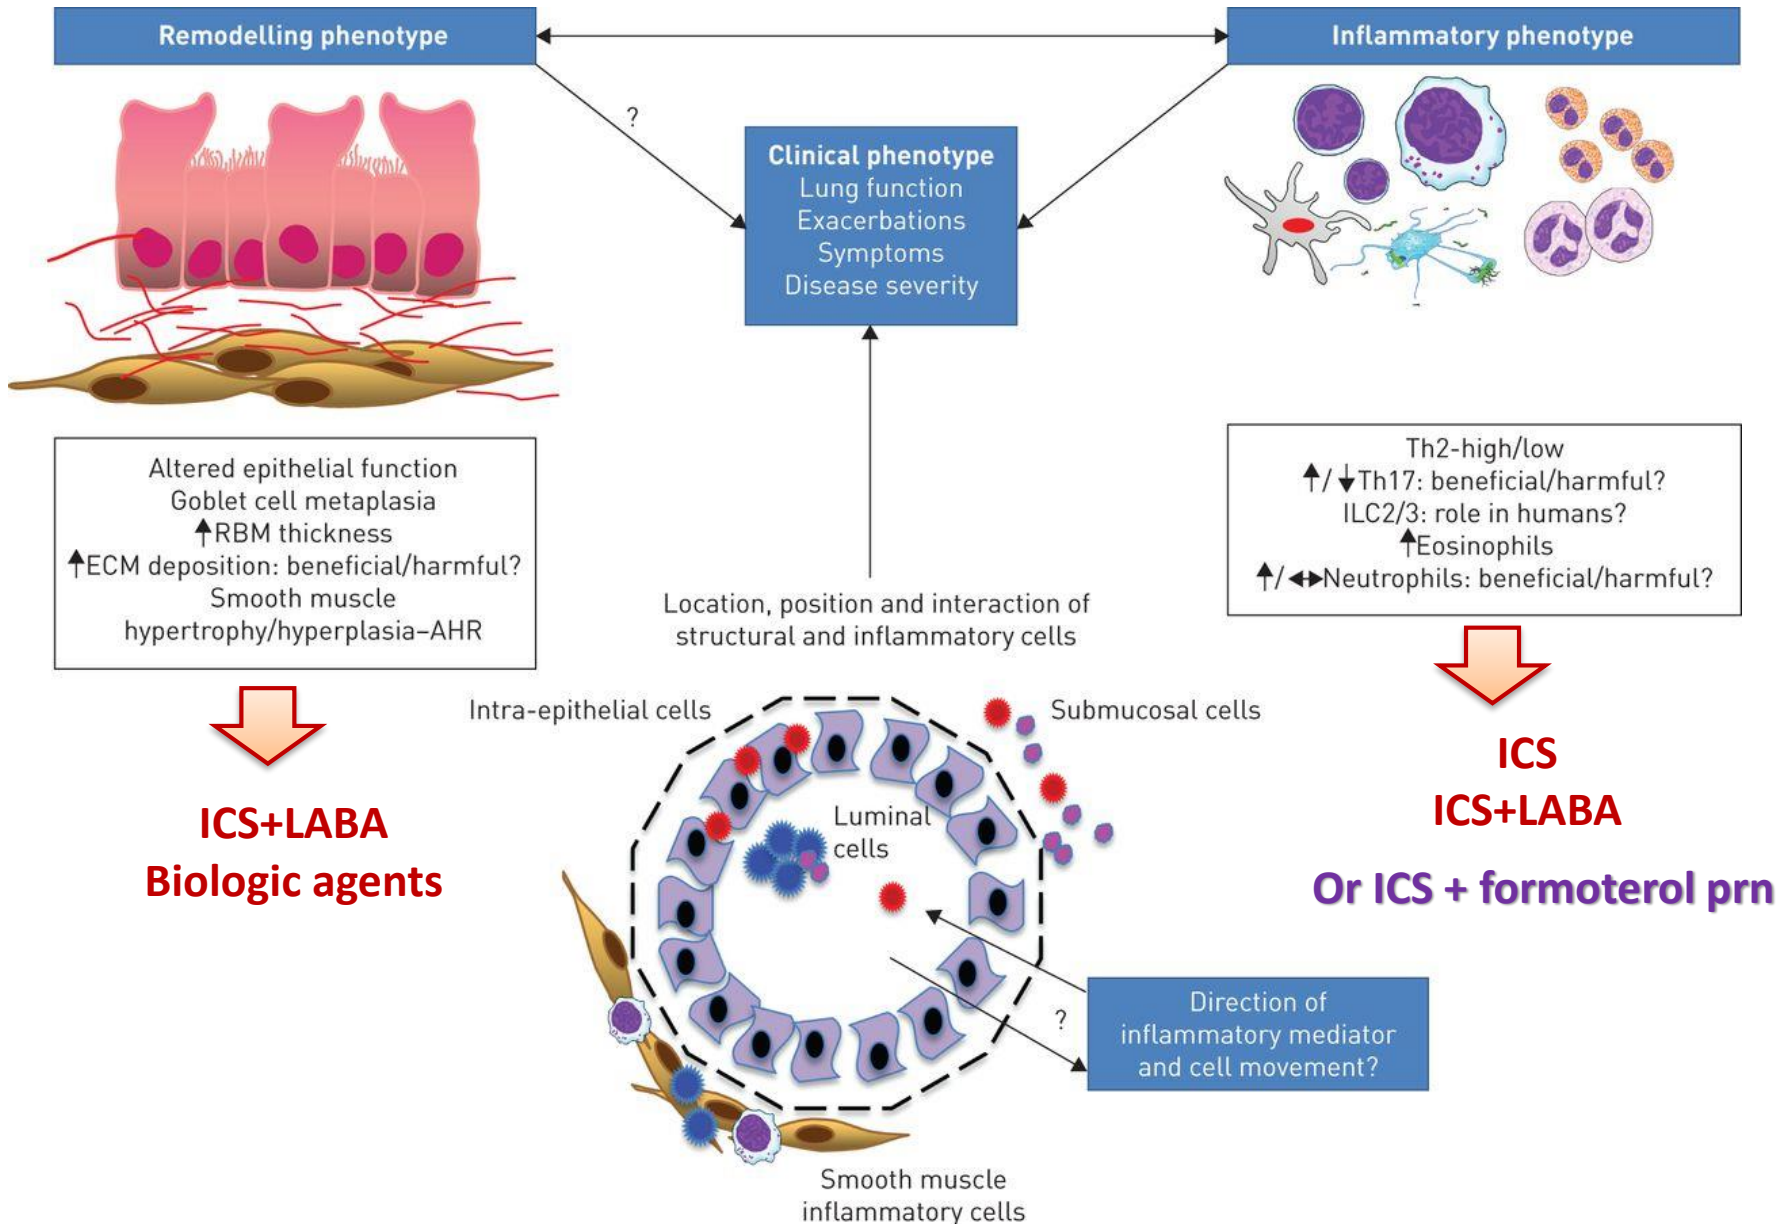 Remodelling phenotype
Inflammatory phenotype
?
Clinical phenotype
Lung function
Exacerbations
Symptoms
Disease severity
Altered epithelial function
Goblet cell metaplasia
↑RBM thickness
↑ECM deposition: beneficial/harmful?
Smooth muscle
hypertrophy/hyperplasia–AHR
Th2-high/low
↑/↓Th17: beneficial/harmful?
ILC2/3: role in humans?
↑Eosinophils
↑/↔Neutrophils: beneficial/harmful?
Location, position and interaction of
structural and inflammatory cells
ICS+LABA
Biologic agents
ICS
ICS+LABA
Or ICS + formoterol prn
Intra-epithelial cells
Submucosal cells
Luminal
cells
?
Direction of
inflammatory mediator
and cell movement?
Smooth muscle
inflammatory cells